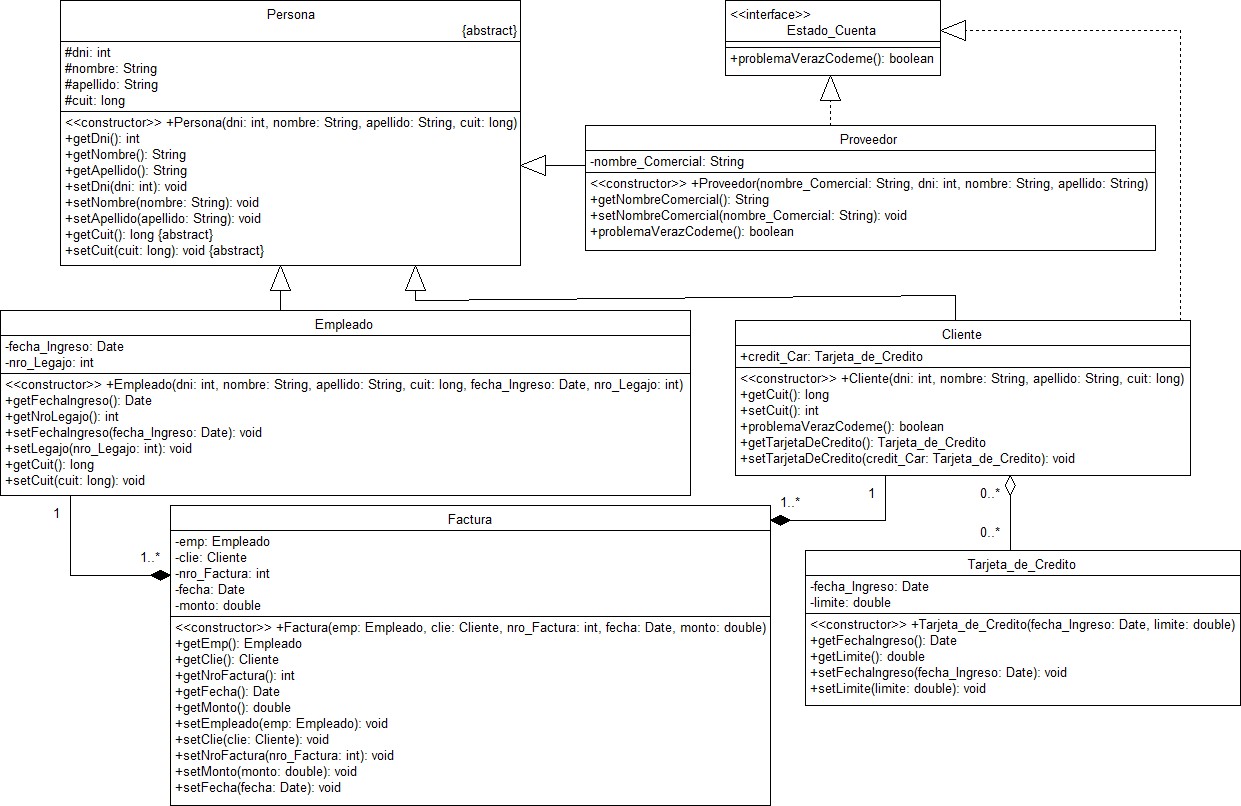 Persona
{abstract}
#dni: int
#nombre: String
#apellido: String
#cuit: long
<<constructor>> +Persona(dni: int, nombre: String, apellido: String, cuit: long)
+getDni(): int
+getNombre(): String
+getApellido(): String
+setDni(dni: int): void
+setNombre(nombre: String): void
+setApellido(apellido: String): void
+getCuit(): long {abstract}
+setCuit(cuit: long): void {abstract}
<<interface>>
Estado_Cuenta
+problemaVerazCodeme(): boolean
Proveedor
-nombre_Comercial: String
<<constructor>> +Proveedor(nombre_Comercial: String, dni: int, nombre: String, apellido: String)
+getNombreComercial(): String
+setNombreComercial(nombre_Comercial: String): void
+problemaVerazCodeme(): boolean
Empleado
-fecha_Ingreso: Date
-nro_Legajo: int
<<constructor>> +Empleado(dni: int, nombre: String, apellido: String, cuit: long, fecha_Ingreso: Date, nro_Legajo: int)
+getFechaIngreso(): Date
+getNroLegajo(): int
+setFechaIngreso(fecha_Ingreso: Date): void
+setLegajo(nro_Legajo: int): void
+getCuit(): long
+setCuit(cuit: long): void
Cliente
+credit_Car: Tarjeta_de_Credito
<<constructor>> +Cliente(dni: int, nombre: String, apellido: String, cuit: long)
+getCuit(): long
+setCuit(): int
+problemaVerazCodeme(): boolean
+getTarjetaDeCredito(): Tarjeta_de_Credito
+setTarjetaDeCredito(credit_Car: Tarjeta_de_Credito): void
1
1..*
1..*
1
0..*
0..*
Factura
-emp: Empleado
-clie: Cliente
-nro_Factura: int
-fecha: Date
-monto: double
<<constructor>> +Factura(emp: Empleado, clie: Cliente, nro_Factura: int, fecha: Date, monto: double)
+getEmp(): Empleado
+getClie(): Cliente
+getNroFactura(): int
+getFecha(): Date
+getMonto(): double
+setEmpleado(emp: Empleado): void
+setClie(clie: Cliente): void
+setNroFactura(nro_Factura: int): void
+setMonto(monto: double): void
+setFecha(fecha: Date): void
Tarjeta_de_Credito
-fecha_Ingreso: Date
-limite: double
<<constructor>> +Tarjeta_de_Credito(fecha_Ingreso: Date, limite: double)
+getFechaIngreso(): Date
+getLimite(): double
+setFechaIngreso(fecha_Ingreso: Date): void
+setLimite(limite: double): void